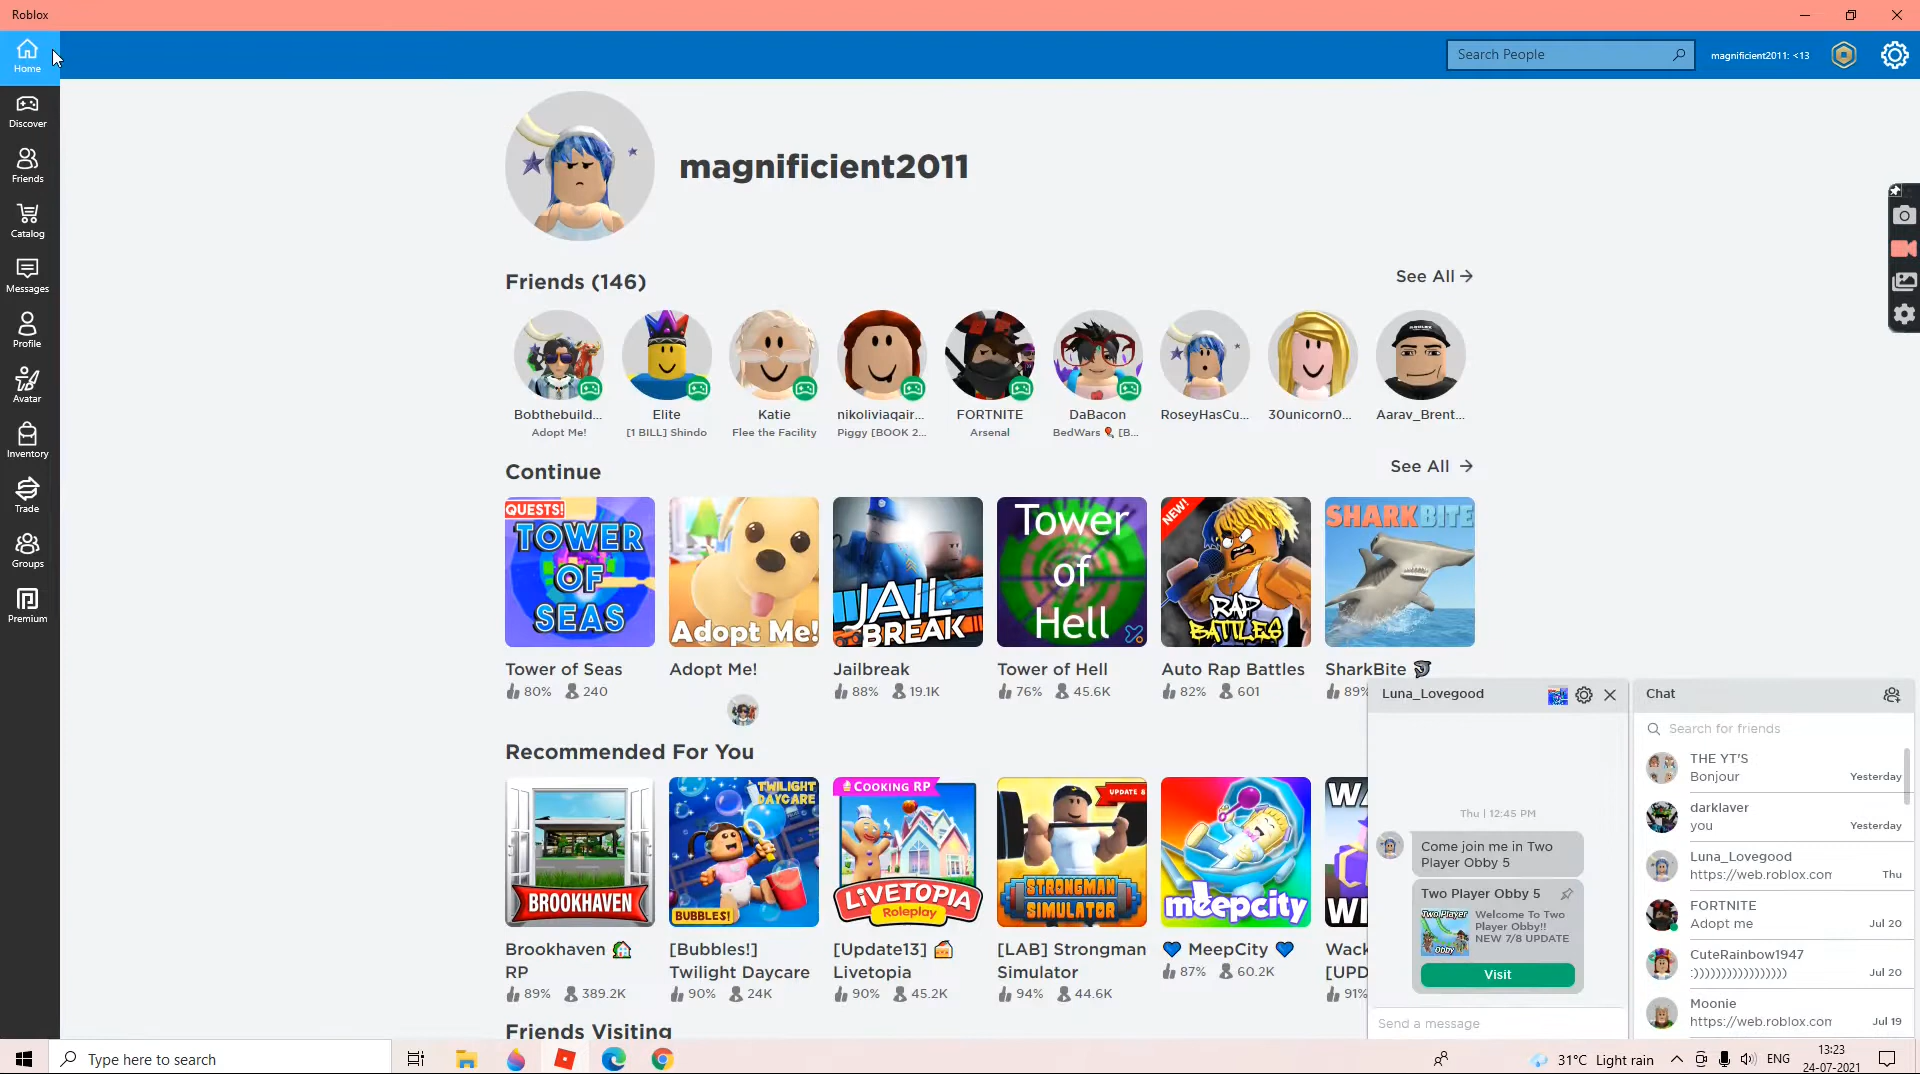 Roblox
Home
Search People
magnificient2011: <13
Discover
Friends
Catalog
Messages
Profile
Avatar
Inventory
Trade
Groups
Premium
magnificient2011
Friends (146)
See All
Bobthebuild...
Adopt Me!
Elite
[1 BILL] Shindo
Katie
Flee the Facility
nikoliviaqair...
Piggy [BOOK 2...
FORTNITE
Arsenal
DaBacon
BedWars 🎈 [B...
RoseyHasCu...
30unicorn0...
Aarav_Brent...
Continue
See All
QUESTS!
TOWER
OF
SEAS
Adopt Me!
JAIL
BREAK
Tower
of
Hell
NEW!
RAP
BATTLES
SHARKBITE
Tower of Seas
80% 240
Adopt Me!
Jailbreak
88% 19.1K
Tower of Hell
76% 45.6K
Auto Rap Battles
82% 601
SharkBite
89%
Recommended For You
BROOKHAVEN
TWILIGHT
DAYCARE
BUBBLES!
COOKING RP
LIVETOPIA
Roleplay
UPDATE 8
STRONGMAN
SIMULATOR
meepcity
WA
WI
Brookhaven 🏠
RP
89% 389.2K
[Bubbles!]
Twilight Daycare
90% 24K
[Update13]
Livetopia
90% 45.2K
[LAB] Strongman
Simulator
94% 44.6K
💙 MeepCity 💙
87% 60.2K
Wack
[UPD
91%
Friends Visiting
Luna_Lovegood
Thu | 12:45 PM
Come join me in Two
Player Obby 5
Two Player Obby 5
Two Player
Obby
Welcome To Two
Player Obby!!
NEW 7/8 UPDATE
Visit
Send a message
Chat
Search for friends
THE YT'S
Bonjour
Yesterday
darklaver
you
Yesterday
Luna_Lovegood
https://web.roblox.com
Thu
FORTNITE
Adopt me
Jul 20
CuteRainbow1947
:)))))))))))))))))
Jul 20
Moonie
https://web.roblox.com
Jul 19
Type here to search
31°C Light rain
ENG
13:23
24-07-2021